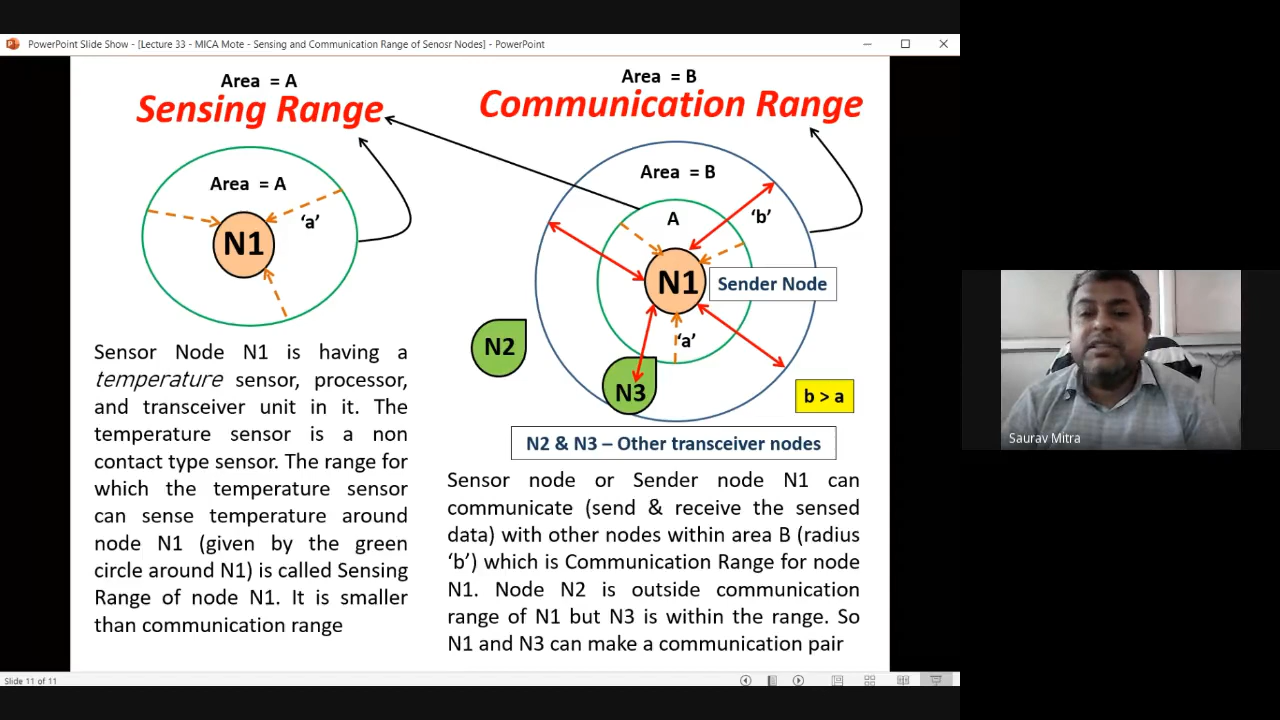 PowerPoint Slide Show - [Lecture 33 - MICA Mote - Sensing and Communication Range of Senosr Nodes] - PowerPoint
Area = A
Sensing Range
Area = A
'a'
N1
Sensor Node N1 is having a
temperature sensor, processor,
and transceiver unit in it. The
temperature sensor is a non
contact type sensor. The range for
which the temperature sensor
can sense temperature around
node N1 (given by the green
circle around N1) is called Sensing
Range of node N1. It is smaller
than communication range
Area = B
Communication Range
Area = B
A
'b'
N1
Sender Node
'a'
N2
N3
b > a
N2 & N3 – Other transceiver nodes
Sensor node or Sender node N1 can
communicate (send & receive the sensed
data) with other nodes within area B (radius
'b') which is Communication Range for node
N1. Node N2 is outside communication
range of N1 but N3 is within the range. So
N1 and N3 can make a communication pair
Saurav Mitra
Slide 11 of 11